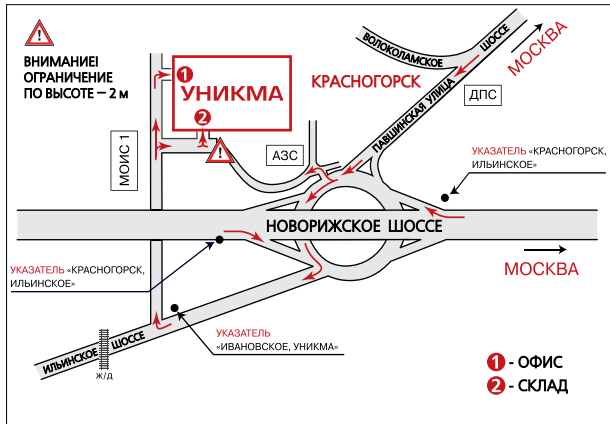 ВНИМАНИЕ!
ОГРАНИЧЕНИЕ
ПО ВЫСОТЕ – 2 м
1
УНИКМА
2
МОИС 1
КРАСНОГОРСК
ВОЛОКОЛАМСКОЕ
ШОССЕ
МОСКВА
ПАВШИНСКАЯ УЛИЦА
ДПС
АЗС
УКАЗАТЕЛЬ «КРАСНОГОРСК,
ИЛЬИНСКОЕ»
НОВОРИЖСКОЕ ШОССЕ
МОСКВА
УКАЗАТЕЛЬ «КРАСНОГОРСК,
ИЛЬИНСКОЕ»
УКАЗАТЕЛЬ
«ИВАНОВСКОЕ, УНИКМА»
ИЛЬИНСКОЕ ШОССЕ
ж/д
1 - ОФИС
2 - СКЛАД